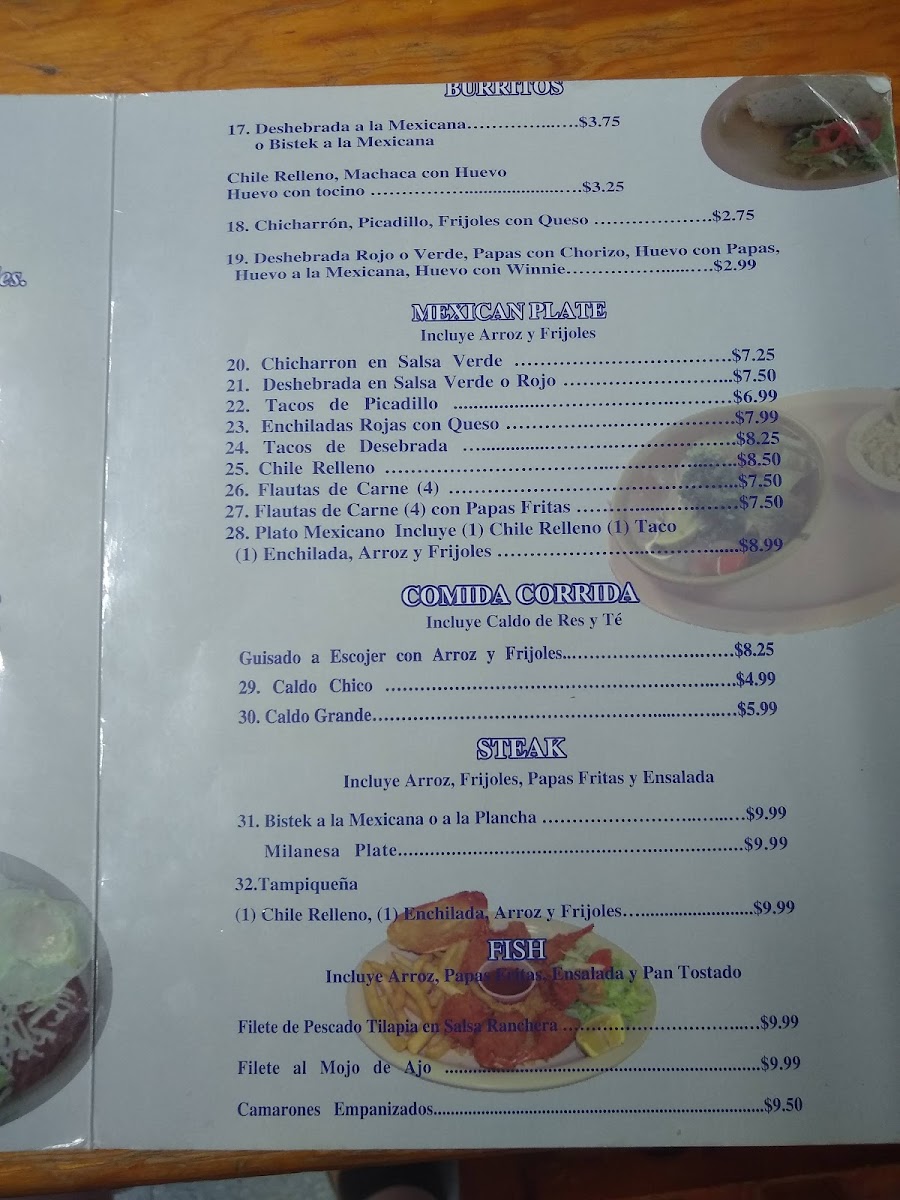 es.
BURRITOS
17. Deshebrada a la Mexicana....................$3.75
o Bistek a la Mexicana
Chile Relleno, Machaca con Huevo
Huevo con tocino ....................$3.25
18. Chicharrón, Picadillo, Frijoles con Queso ....................$2.75
19. Deshebrada Rojo o Verde, Papas con Chorizo, Huevo con Papas,
Huevo a la Mexicana, Huevo con Winnie....................$2.99
MEXICAN PLATE
Incluye Arroz y Frijoles
20. Chicharron en Salsa Verde ....................$7.25
21. Deshebrada en Salsa Verde o Rojo ....................$7.50
22. Tacos de Picadillo ....................$6.99
23. Enchiladas Rojas con Queso ....................$7.99
24. Tacos de Desebrada ....................$8.25
25. Chile Relleno ....................$8.50
26. Flautas de Carne (4) ....................$7.50
27. Flautas de Carne (4) con Papas Fritas ....................$7.50
28. Plato Mexicano Incluye (1) Chile Relleno (1) Taco
(1) Enchilada, Arroz y Frijoles ....................$8.99
COMIDA CORRIDA
Incluye Caldo de Res y Té
Guisado a Escojer con Arroz y Frijoles....................$8.25
29. Caldo Chico ....................$4.99
30. Caldo Grande....................$5.99
STEAK
Incluye Arroz, Frijoles, Papas Fritas y Ensalada
31. Bistek a la Mexicana o a la Plancha ....................$9.99
Milanesa Plate....................$9.99
32.Tampiqueña
(1) Chile Relleno, (1) Enchilada, Arroz y Frijoles....................$9.99
FISH
Incluye Arroz, Papas Fritas, Ensalada y Pan Tostado
Filete de Pescado Tilapia en Salsa Ranchera ....................$9.99
Filete al Mojo de Ajo ....................$9.99
Camarones Empanizados....................$9.50